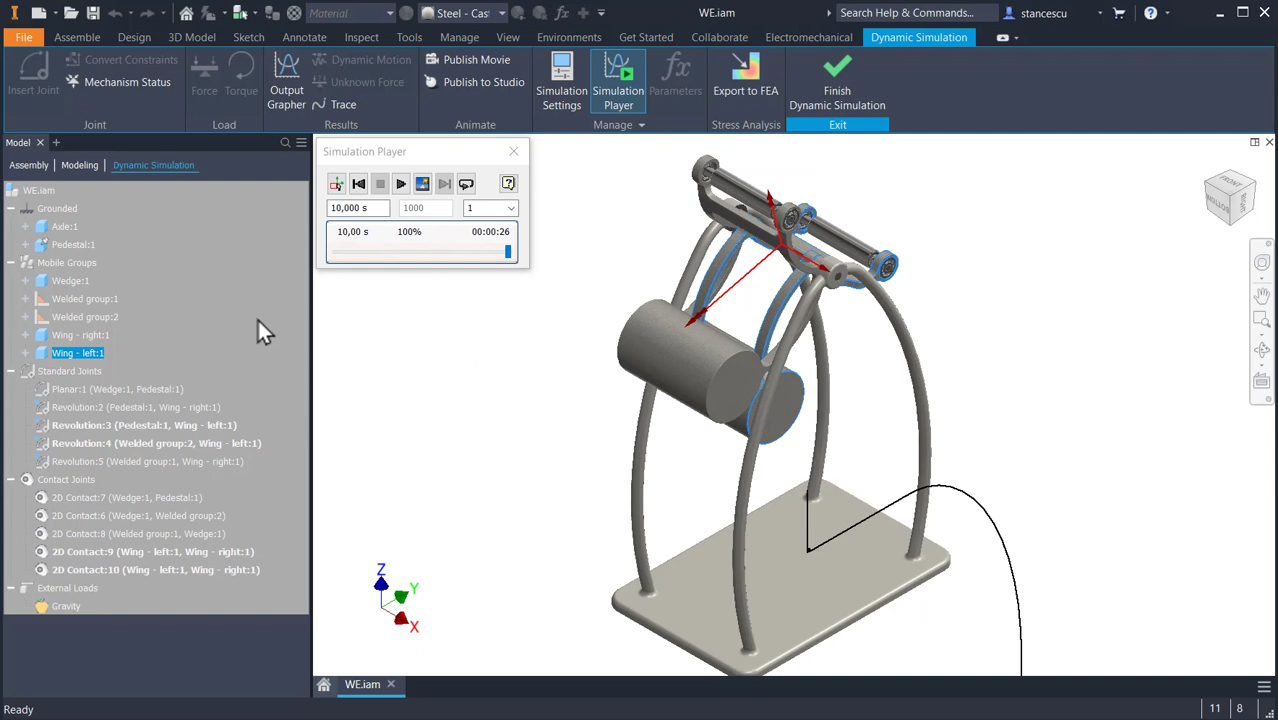 Material
Steel - Cas
WE.iam
Search Help & Commands...
stancescu
File
Assembly
Design
3D Model
Sketch
Annotate
Inspect
Tools
Manage
View
Environments
Get Started
Collaborate
Electromechanical
Dynamic Simulation
Insert Joint
Convert Constraints
Mechanism Status
Joint
Force
Torque
Load
Output
Grapher
Dynamic Motion
Unknown Force
Trace
Results
Publish Movie
Publish to Studio
Animate
Simulation
Settings
Simulation
Player
Parameters
Manage
Export to FEA
Stress Analysis
Finish
Dynamic Simulation
Exit
Model
Assembly
Modeling
Dynamic Simulation
WE.iam
Grounded
Axle:1
Pedestal:1
Mobile Groups
Wedge:1
Welded group:1
Welded group:2
Wing - right:1
Wing - left:1
Standard Joints
Planar:1 (Wedge:1, Pedestal:1)
Revolution:2 (Pedestal:1, Wing - right:1)
Revolution:3 (Pedestal:1, Wing - left:1)
Revolution:4 (Welded group:2, Wing - left:1)
Revolution:5 (Welded group:1, Wing - right:1)
Contact Joints
2D Contact:7 (Wedge:1, Pedestal:1)
2D Contact:6 (Wedge:1, Welded group:2)
2D Contact:8 (Welded group:1, Wedge:1)
2D Contact:9 (Wing - left:1, Wing - right:1)
2D Contact:10 (Wing - left:1, Wing - right:1)
External Loads
Gravity
Simulation Player
10,000 s
1000
1
10,00 s
100%
00:00:26
FRONT
BOTTOM
Z
Y
X
WE.iam
Ready
11
8